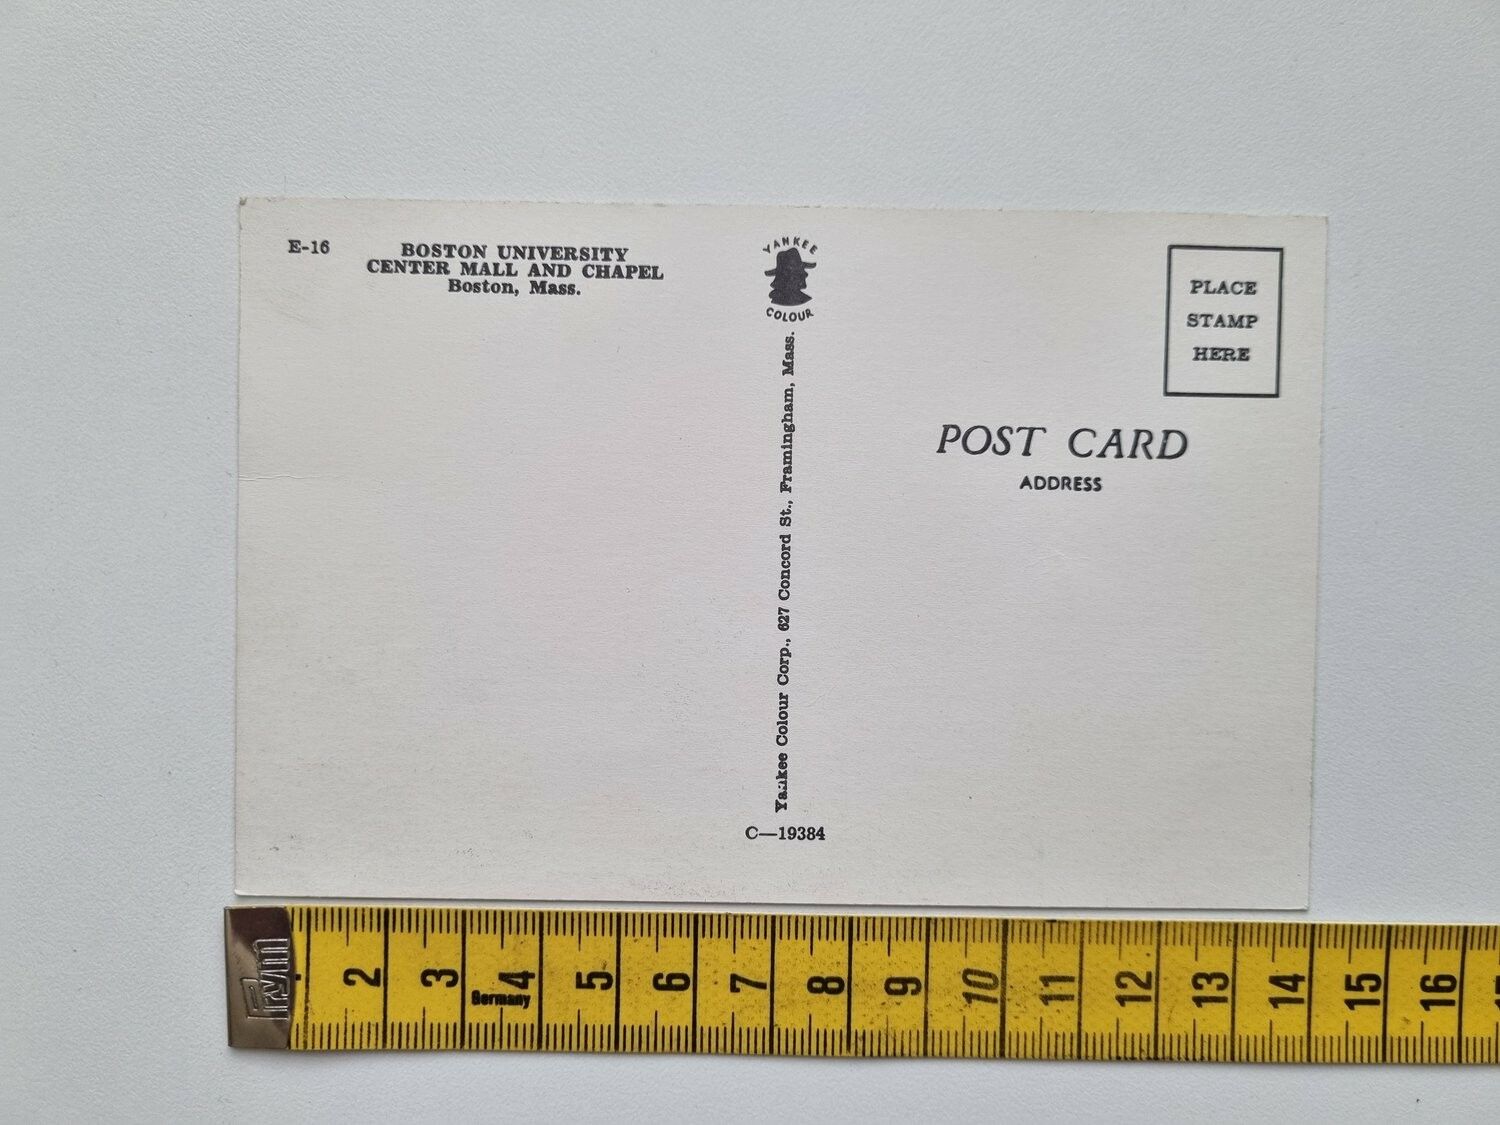 E-16
BOSTON UNIVERSITY
CENTER MALL AND CHAPEL
Boston, Mass.
YANKEE
COLOUR
Yankee Colour Corp., 627 Concord St., Framingham, Mass.
C—19384
PLACE
STAMP
HERE
POST CARD
ADDRESS
Prym
2 3 4 5 6 7 8 9 10 11 12 13 14 15 16
Germany